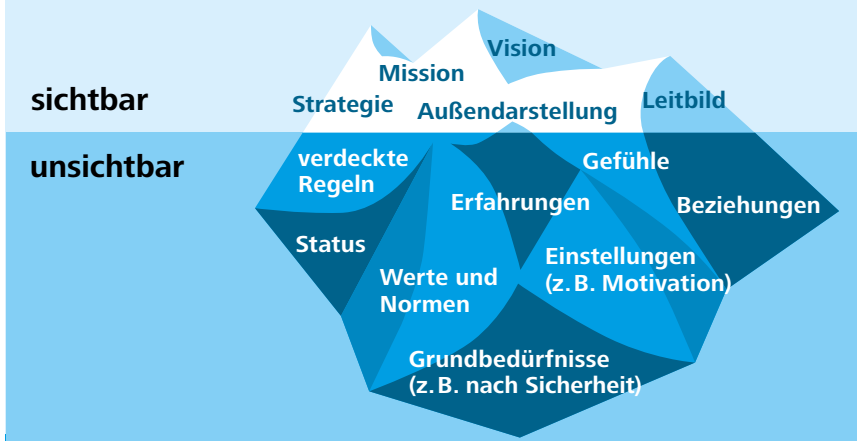 Vision
Mission
Strategie
Außendarstellung
Leitbild
sichtbar
unsichtbar
verdeckte
Regeln
Gefühle
Erfahrungen
Beziehungen
Status
Einstellungen
(z. B. Motivation)
Werte und
Normen
Grundbedürfnisse
(z. B. nach Sicherheit)